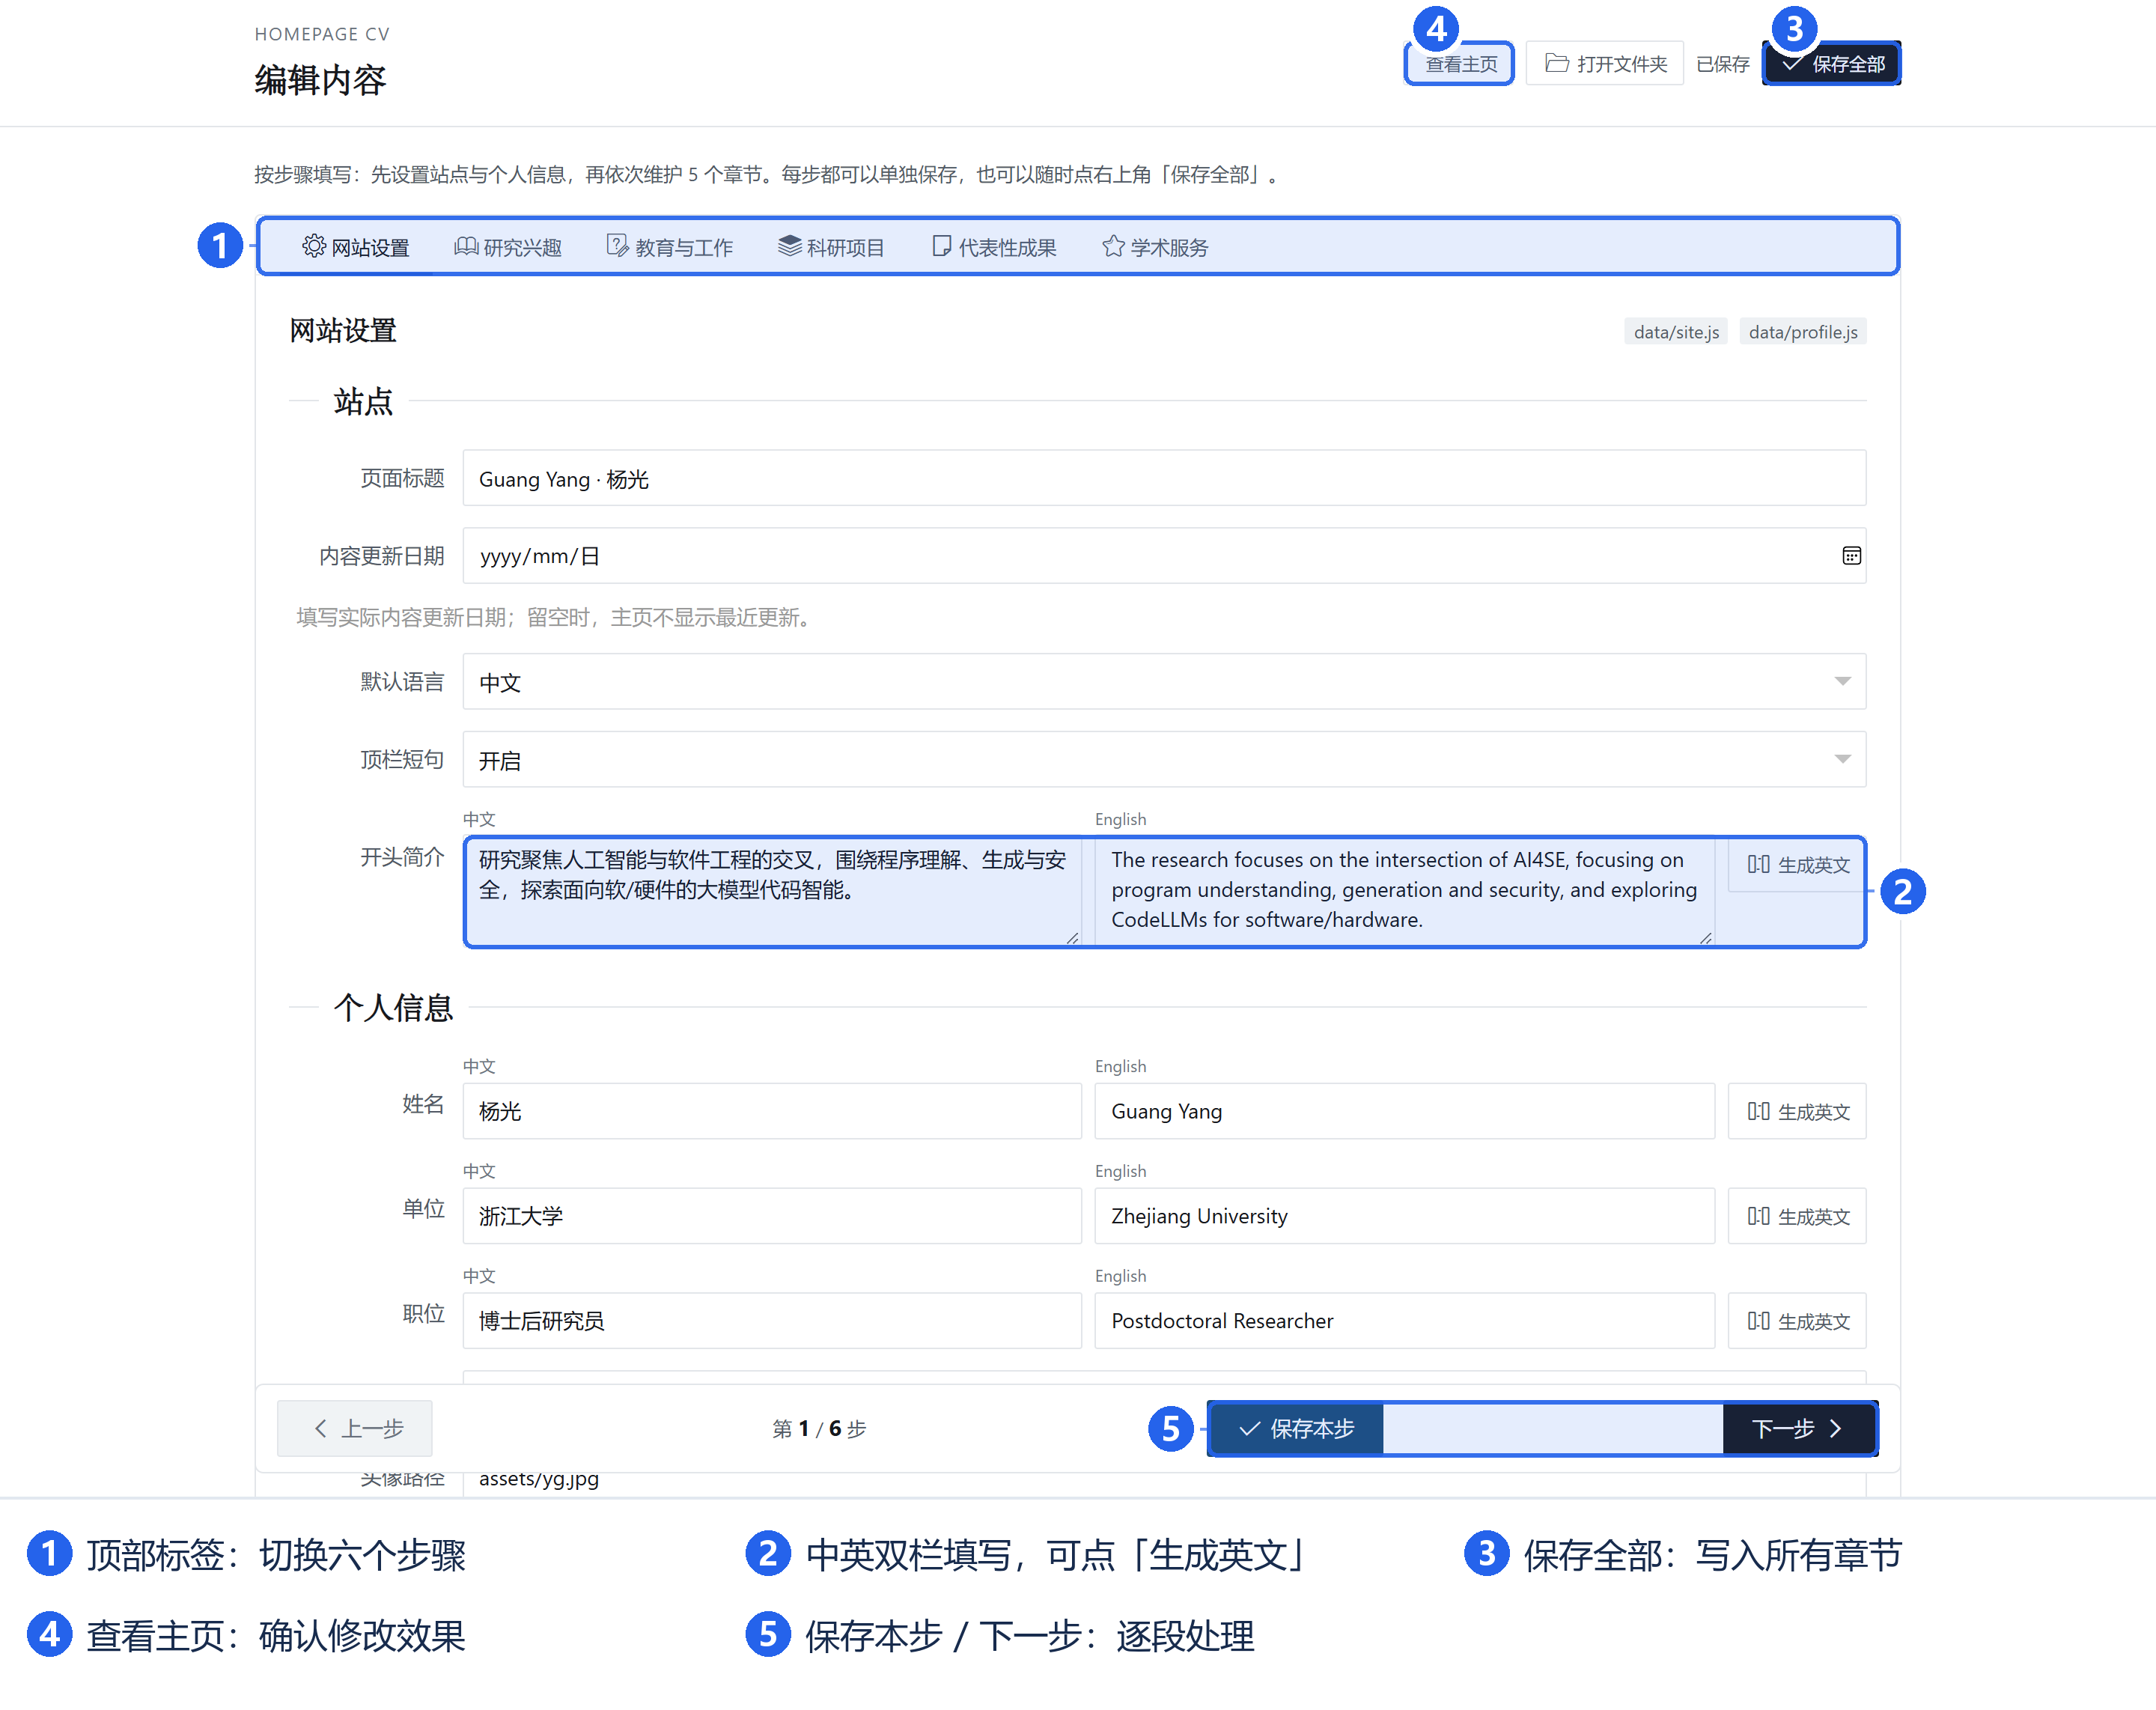 HOMEPAGE CV
编辑内容
4
查看主页
打开文件夹
已保存
3
保存全部
按步骤填写：先设置站点与个人信息，再依次维护 5 个章节。每步都可以单独保存，也可以随时点右上角「保存全部」。
1
网站设置 研究兴趣 教育与工作 科研项目 代表性成果 学术服务
网站设置
data/site.js data/profile.js
站点
页面标题 Guang Yang · 杨光
内容更新日期 yyyy/mm/日
填写实际内容更新日期；留空时，主页不显示最近更新。
默认语言 中文
顶栏短句 开启
中文 English
开头简介
研究聚焦人工智能与软件工程的交叉，围绕程序理解、生成与安
全，探索面向软/硬件的大模型代码智能。
The research focuses on the intersection of AI4SE, focusing on
program understanding, generation and security, and exploring
CodeLLMs for software/hardware.
生成英文
2
个人信息
中文 English
姓名 杨光 Guang Yang 生成英文
中文 English
单位 浙江大学 Zhejiang University 生成英文
中文 English
职位 博士后研究员 Postdoctoral Researcher 生成英文
上一步 第 1 / 6 步 5 保存本步 下一步
头像路径 assets/yg.jpg
1 顶部标签：切换六个步骤
2 中英双栏填写，可点「生成英文」
3 保存全部：写入所有章节
4 查看主页：确认修改效果
5 保存本步 / 下一步：逐段处理